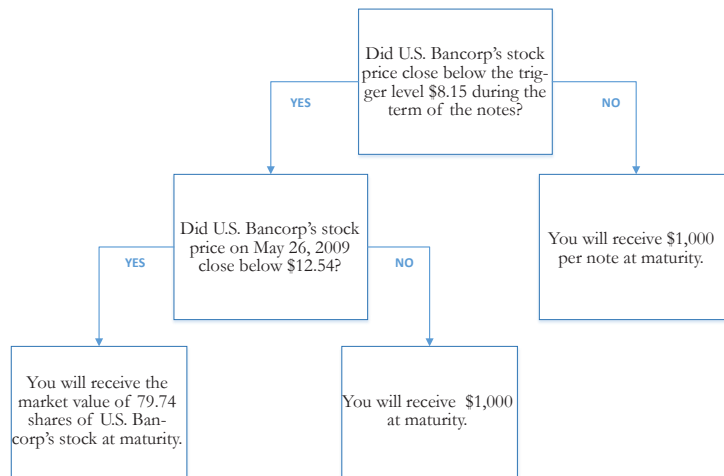 Did U.S. Bancorp's stock
price close below the trig-
ger level $8.15 during the
term of the notes?
YES
NO
Did U.S. Bancorp's stock
price on May 26, 2009
close below $12.54?
You will receive $1,000
per note at maturity.
YES
NO
You will receive the
market value of 79.74
shares of U.S. Ban-
corp's stock at maturity.
You will receive $1,000
at maturity.